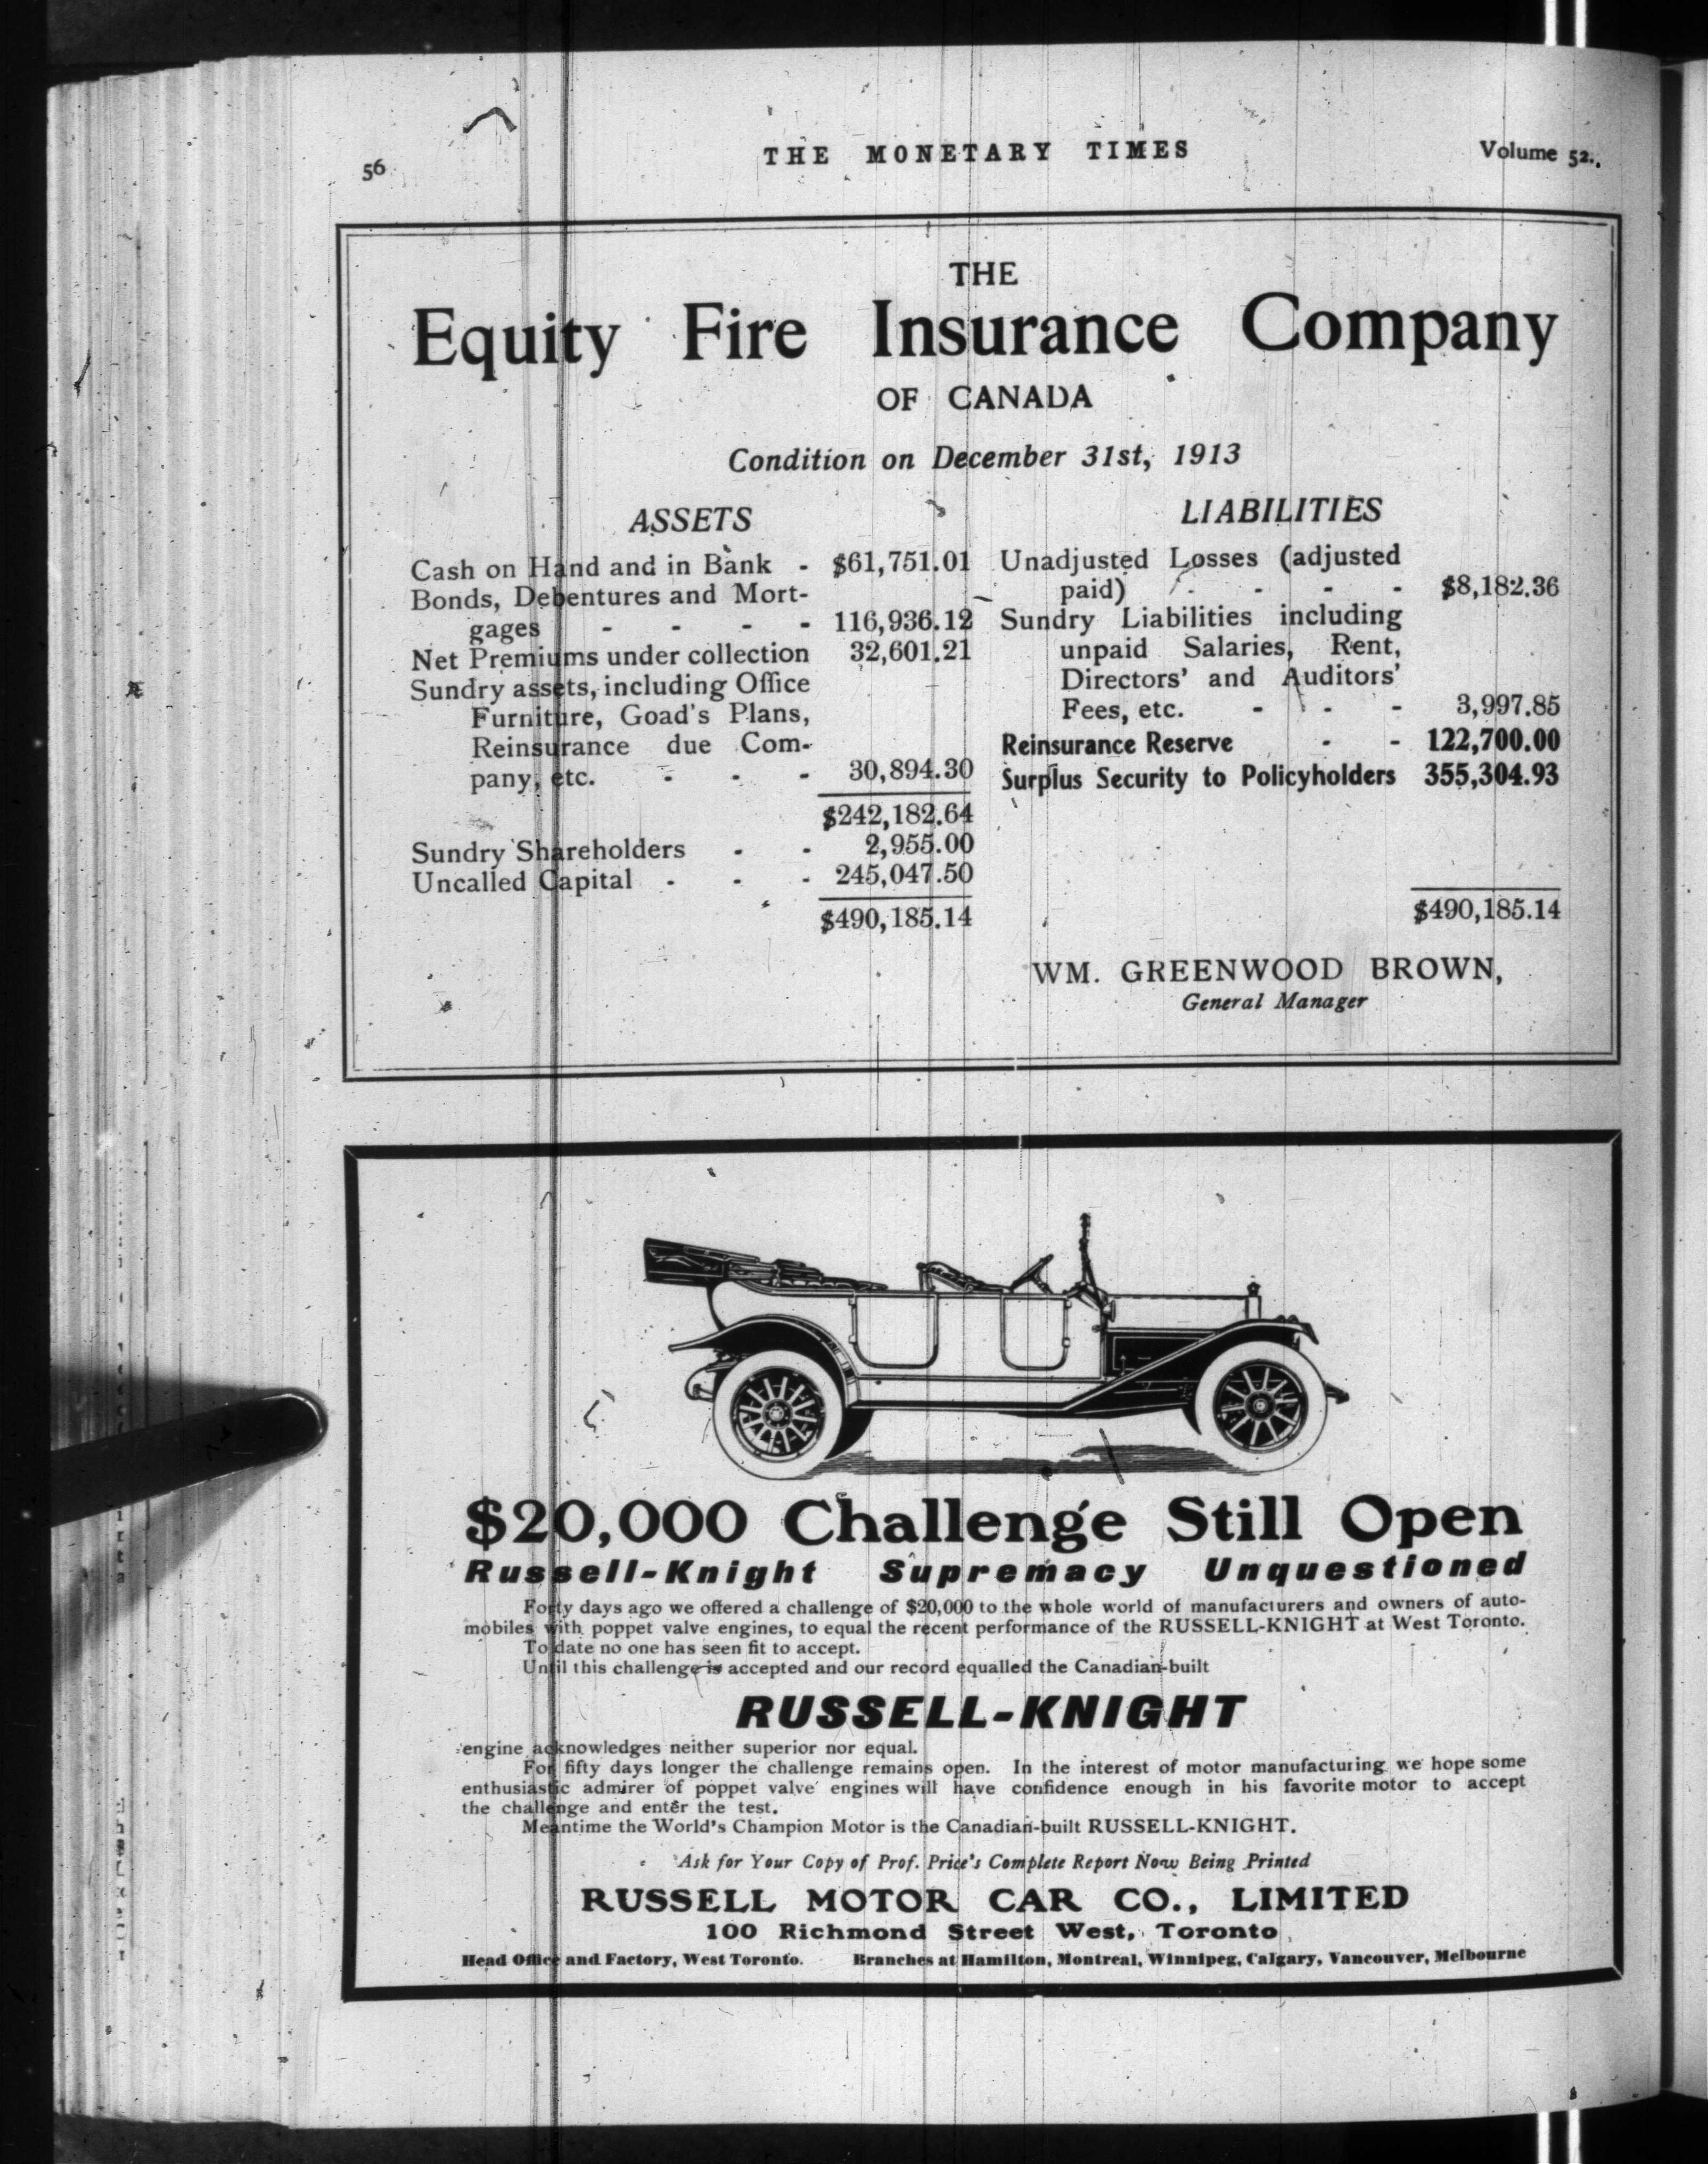 56
THE MONETARY TIMES
Volume 52.
THE
Equity Fire Insurance Company
OF CANADA
Condition on December 31st, 1913
ASSETS
Cash on Hand and in Bank - $61,751.01
Bonds, Debentures and Mort-
gages - - - - 116,936.12
Net Premiums under collection 32,601.21
Sundry assets, including Office
Furniture, Goad's Plans,
Reinsurance due Com-
pany, etc. - - - 30,894.30
$242,182.64
Sundry Shareholders - - 2,955.00
Uncalled Capital - - - 245,047.50
$490,185.14
LIABILITIES
Unadjusted Losses (adjusted
paid) - - - - $8,182.36
Sundry Liabilities including
unpaid Salaries, Rent,
Directors' and Auditors'
Fees, etc. - - - 3,997.85
Reinsurance Reserve - - 122,700.00
Surplus Security to Policyholders 355,304.93
$490,185.14
WM. GREENWOOD BROWN,
General Manager
$20,000 Challenge Still Open
Russell-Knight Supremacy Unquestioned
Forty days ago we offered a challenge of $20,000 to the whole world of manufacturers and owners of auto-
mobiles with poppet valve engines, to equal the recent performance of the RUSSELL-KNIGHT at West Toronto.
To date no one has seen fit to accept.
Until this challenge is accepted and our record equalled the Canadian-built
RUSSELL-KNIGHT
engine acknowledges neither superior nor equal.
For fifty days longer the challenge remains open. In the interest of motor manufacturing we hope some
enthusiastic admirer of poppet valve engines will have confidence enough in his favorite motor to accept
the challenge and enter the test.
Meantime the World's Champion Motor is the Canadian-built RUSSELL-KNIGHT.
Ask for Your Copy of Prof. Price's Complete Report Now Being Printed
RUSSELL MOTOR CAR CO., LIMITED
100 Richmond Street West, Toronto
Head Office and Factory, West Toronto. Branches at Hamilton, Montreal, Winnipeg, Calgary, Vancouver, Melbourne